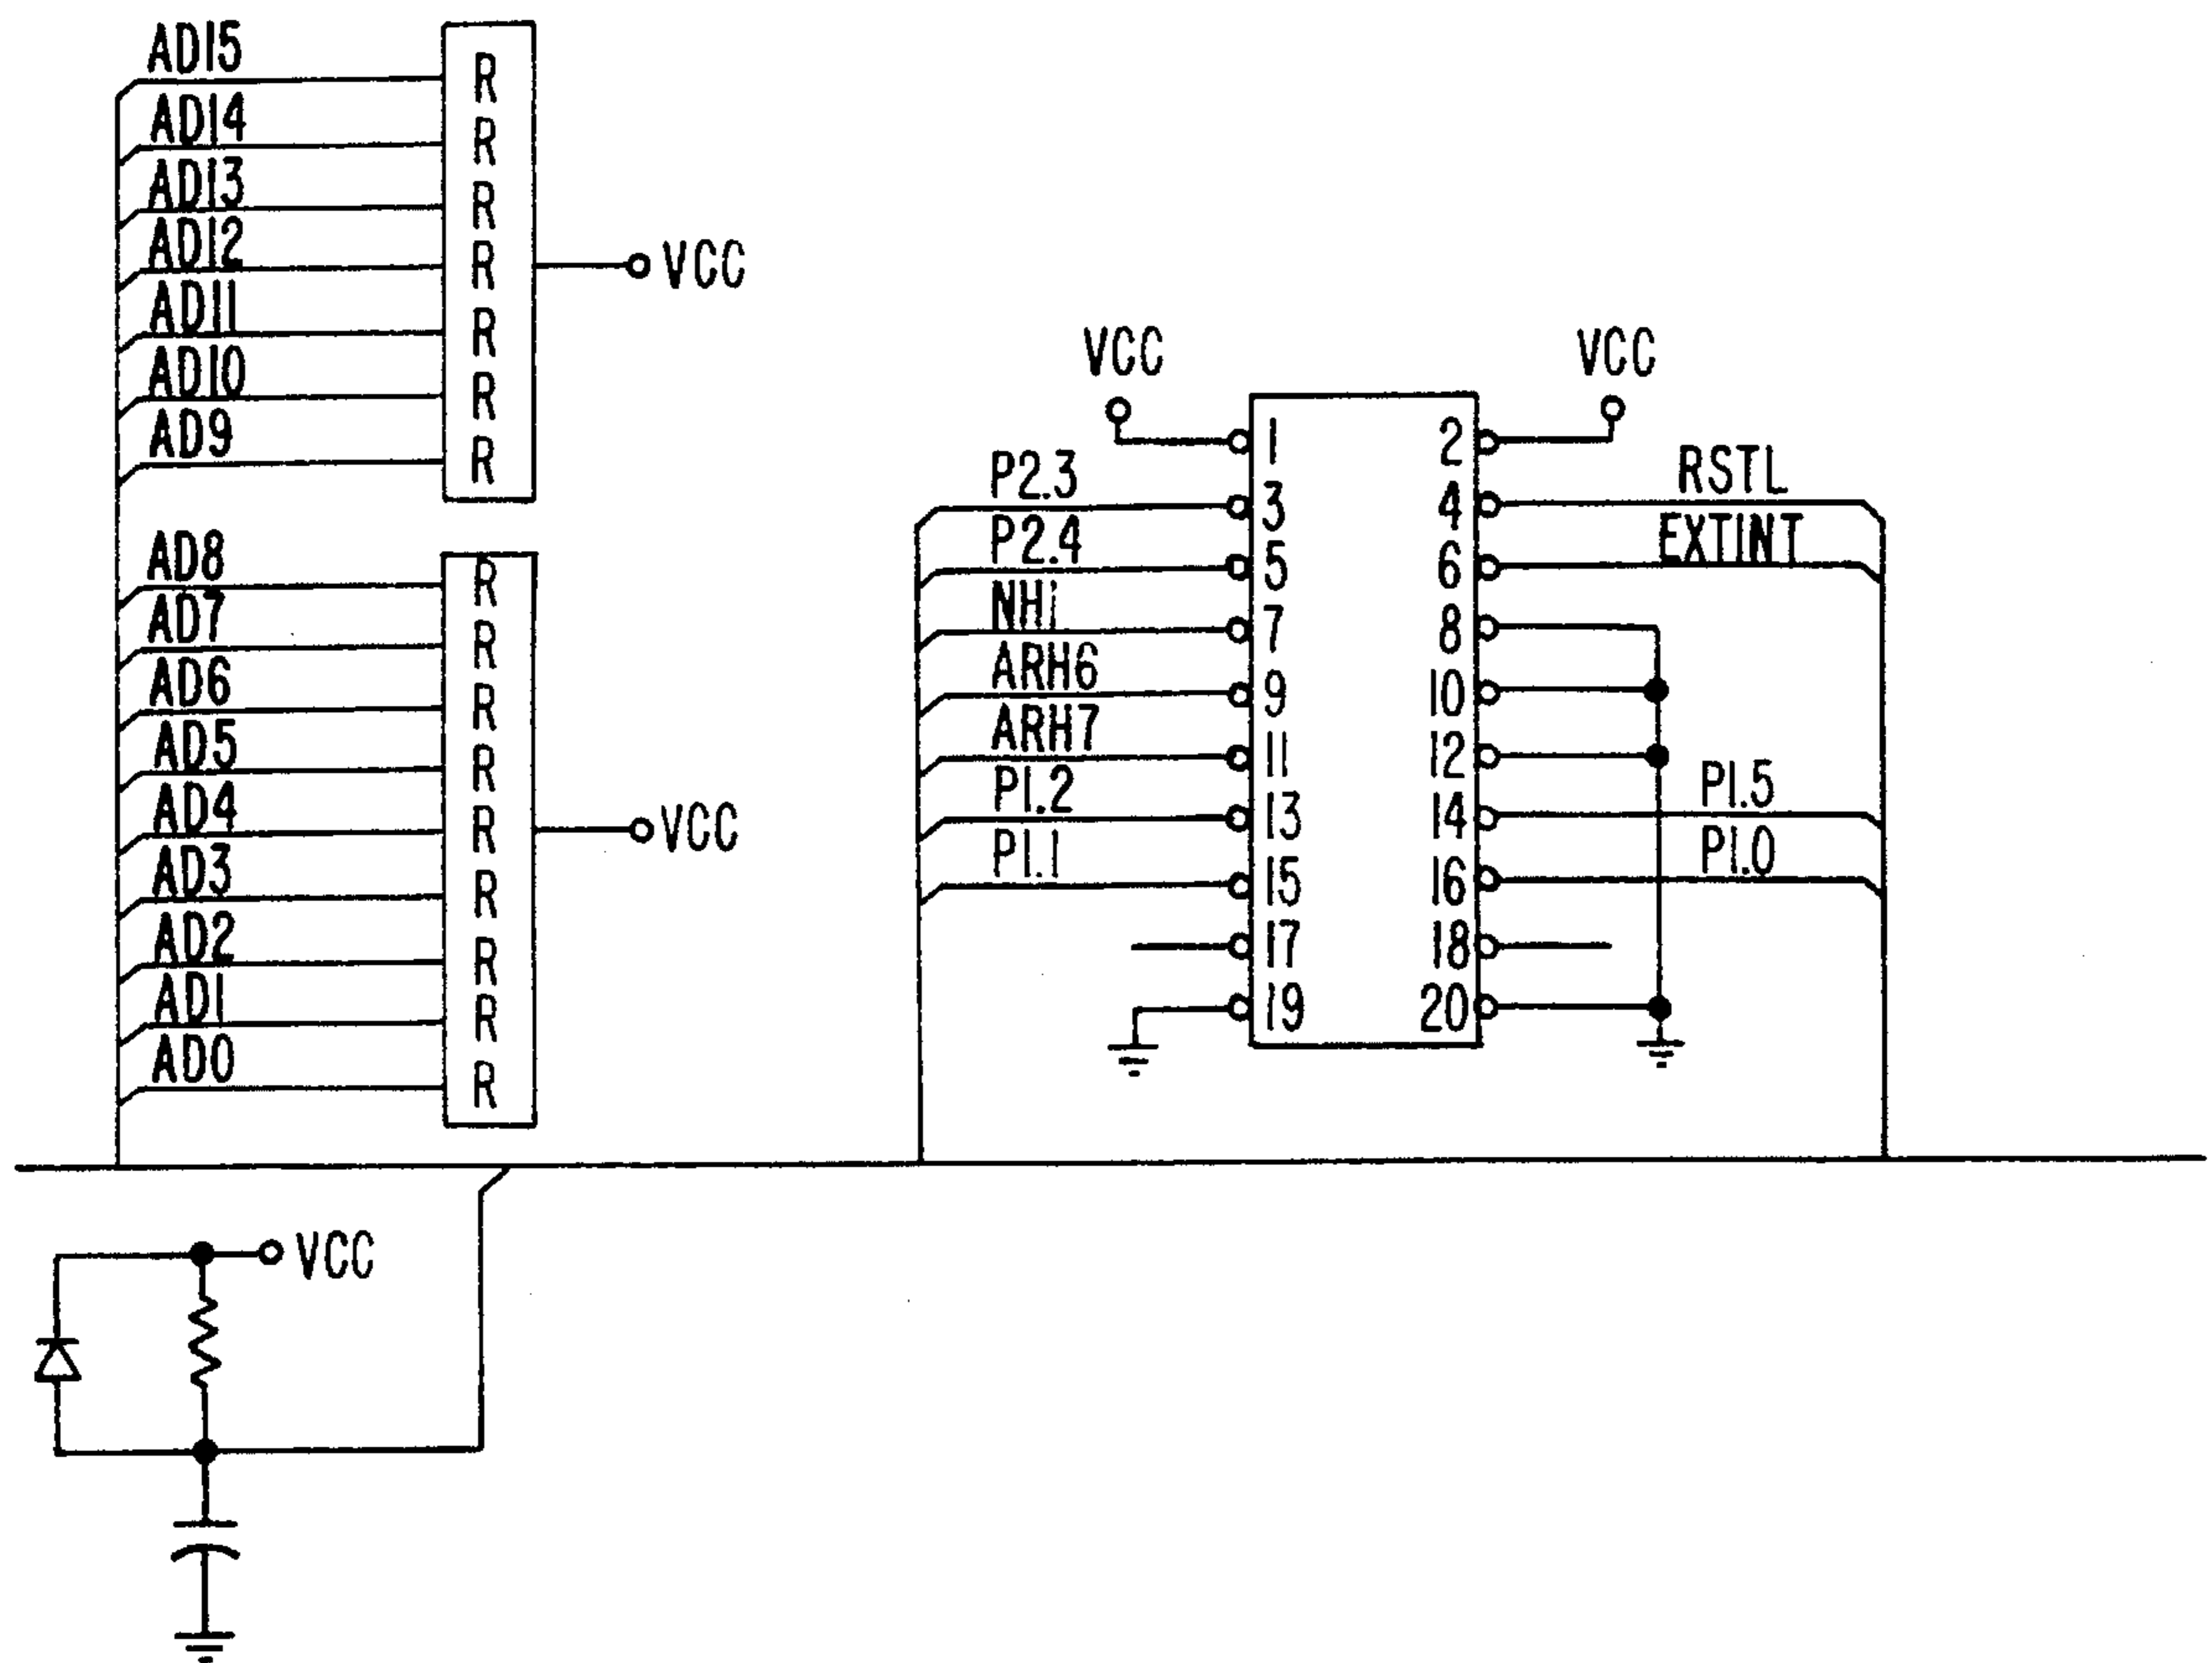 AD15 R
AD14 R
AD13 R
AD12 R VCC
AD11 R
AD10 R
AD9 R
AD8 R
AD7 R
AD6 R
AD5 R
AD4 R VCC
AD3 R
AD2 R
AD1 R
AD0 R
VCC VCC
1 2
P2.3 3 4 RSTL
P2.4 5 6 EXTINT
NHi 7 8
ARH6 9 10
ARH7 11 12
P1.2 13 14 P1.5
P1.1 15 16 P1.0
17 18
19 20
VCC